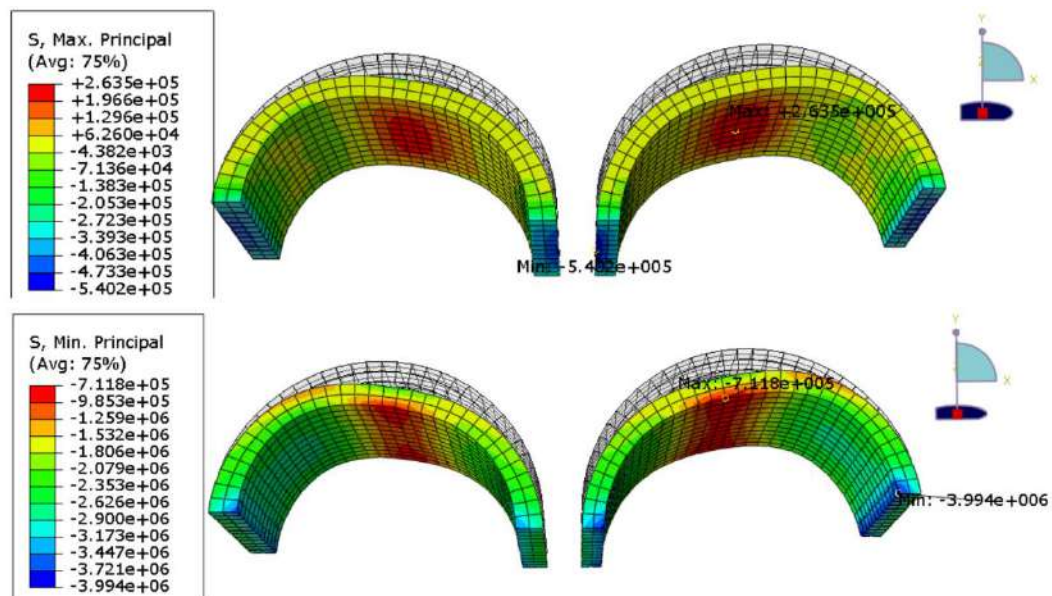 S, Max. Principal
(Avg: 75%)
+2.635e+05
+1.966e+05
+1.296e+05
+6.260e+04
-4.382e+03
-7.136e+04
-1.383e+05
-2.053e+05
-2.723e+05
-3.393e+05
-4.063e+05
-4.733e+05
-5.402e+05
Max: +2.635e+005
Min: -5.402e+005
Y
Z
X
S, Min. Principal
(Avg: 75%)
-7.118e+05
-9.853e+05
-1.259e+06
-1.532e+06
-1.806e+06
-2.079e+06
-2.353e+06
-2.626e+06
-2.900e+06
-3.173e+06
-3.447e+06
-3.721e+06
-3.994e+06
Max: -7.118e+005
Min: -3.994e+006
Y
X